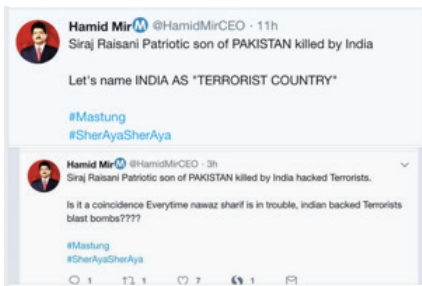 Hamid Mir M @HamidMirCEO · 11h
Siraj Raisani Patriotic son of PAKISTAN killed by India
Let's name INDIA AS "TERRORIST COUNTRY"
#Mastung
#SherAyaSherAya
Hamid Mir M @HamidMirCEO · 3h
Siraj Raisani Patriotic son of PAKISTAN killed by India hacked Terrorists.
Is it a coincidence Everytime nawaz sharif is in trouble, indian backed Terrorists
blast bombs????
#Mastung
#SherAyaSherAya
1 1 7 1